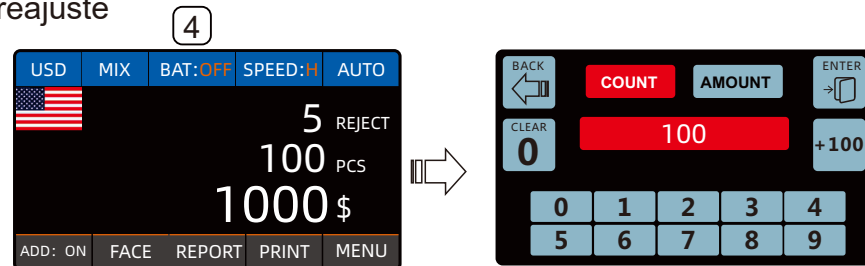 reajuste
4
USD MIX BAT:OFF SPEED:H AUTO
5 REJECT
100 PCS
1000 $
ADD: ON FACE REPORT PRINT MENU
BACK COUNT AMOUNT ENTER
CLEAR 0 100 +100
0 1 2 3 4
5 6 7 8 9